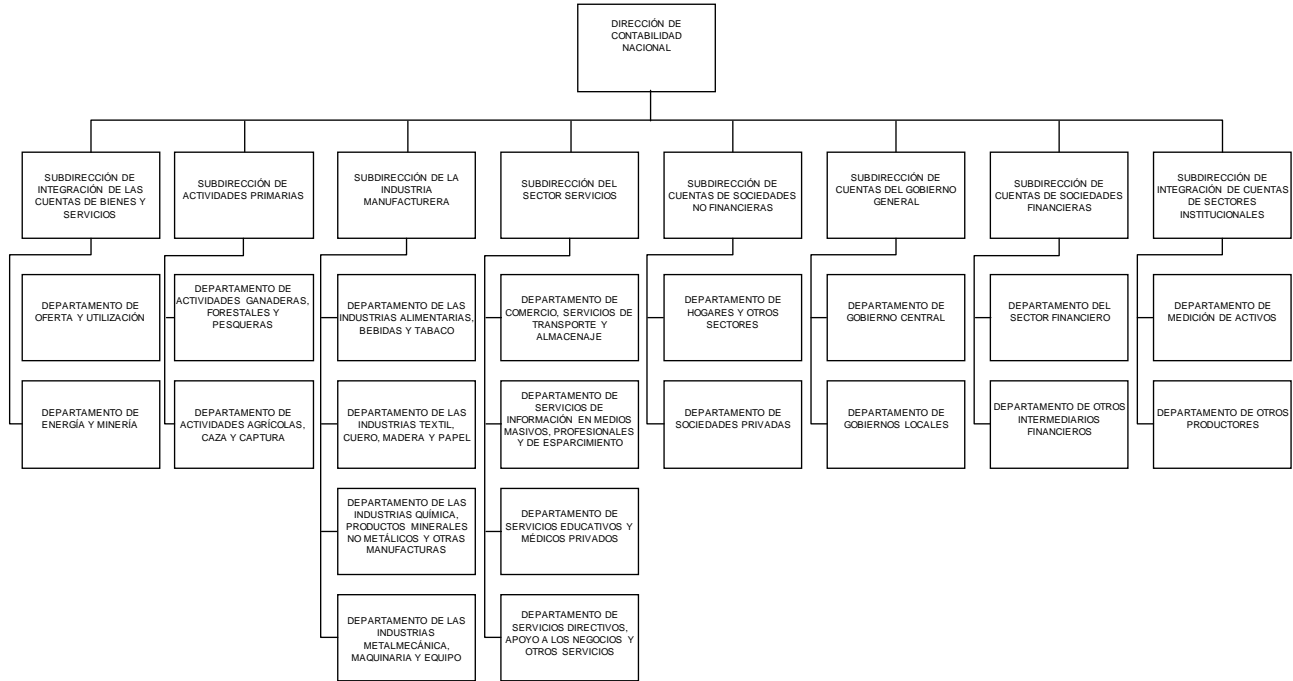 DIRECCIÓN DE
CONTABILIDAD
NACIONAL
SUBDIRECCIÓN DE
INTEGRACIÓN DE LAS
CUENTAS DE BIENES Y
SERVICIOS
SUBDIRECCIÓN DE
ACTIVIDADES PRIMARIAS
SUBDIRECCIÓN DE LA
INDUSTRIA
MANUFACTURERA
SUBDIRECCIÓN DEL
SECTOR SERVICIOS
SUBDIRECCIÓN DE
CUENTAS DE SOCIEDADES
NO FINANCIERAS
SUBDIRECCIÓN DE
CUENTAS DEL GOBIERNO
GENERAL
SUBDIRECCIÓN DE
CUENTAS DE SOCIEDADES
FINANCIERAS
SUBDIRECCIÓN DE
INTEGRACIÓN DE CUENTAS
DE SECTORES
INSTITUCIONALES
DEPARTAMENTO DE
OFERTA Y UTILIZACIÓN
DEPARTAMENTO DE
ACTIVIDADES GANADERAS,
FORESTALES Y
PESQUERAS
DEPARTAMENTO DE LAS
INDUSTRIAS ALIMENTARIAS,
BEBIDAS Y TABACO
DEPARTAMENTO DE
COMERCIO, SERVICIOS DE
TRANSPORTE Y
ALMACENAJE
DEPARTAMENTO DE
HOGARES Y OTROS
SECTORES
DEPARTAMENTO DE
GOBIERNO CENTRAL
DEPARTAMENTO DEL
SECTOR FINANCIERO
DEPARTAMENTO DE
MEDICIÓN DE ACTIVOS
DEPARTAMENTO DE
ENERGÍA Y MINERÍA
DEPARTAMENTO DE
ACTIVIDADES AGRÍCOLAS,
CAZA Y CAPTURA
DEPARTAMENTO DE LAS
INDUSTRIAS TEXTIL,
CUERO, MADERA Y PAPEL
DEPARTAMENTO DE
SERVICIOS DE
INFORMACIÓN EN MEDIOS
MASIVOS, PROFESIONALES
Y DE ESPARCIMIENTO
DEPARTAMENTO DE
SOCIEDADES PRIVADAS
DEPARTAMENTO DE
GOBIERNOS LOCALES
DEPARTAMENTO DE OTROS
INTERMEDIARIOS
FINANCIEROS
DEPARTAMENTO DE OTROS
PRODUCTORES
DEPARTAMENTO DE LAS
INDUSTRIAS QUÍMICA,
PRODUCTOS MINERALES
NO METÁLICOS Y OTRAS
MANUFACTURAS
DEPARTAMENTO DE
SERVICIOS EDUCATIVOS Y
MÉDICOS PRIVADOS
DEPARTAMENTO DE LAS
INDUSTRIAS
METALMECÁNICA,
MAQUINARIA Y EQUIPO
DEPARTAMENTO DE
SERVICIOS DIRECTIVOS,
APOYO A LOS NEGOCIOS Y
OTROS SERVICIOS